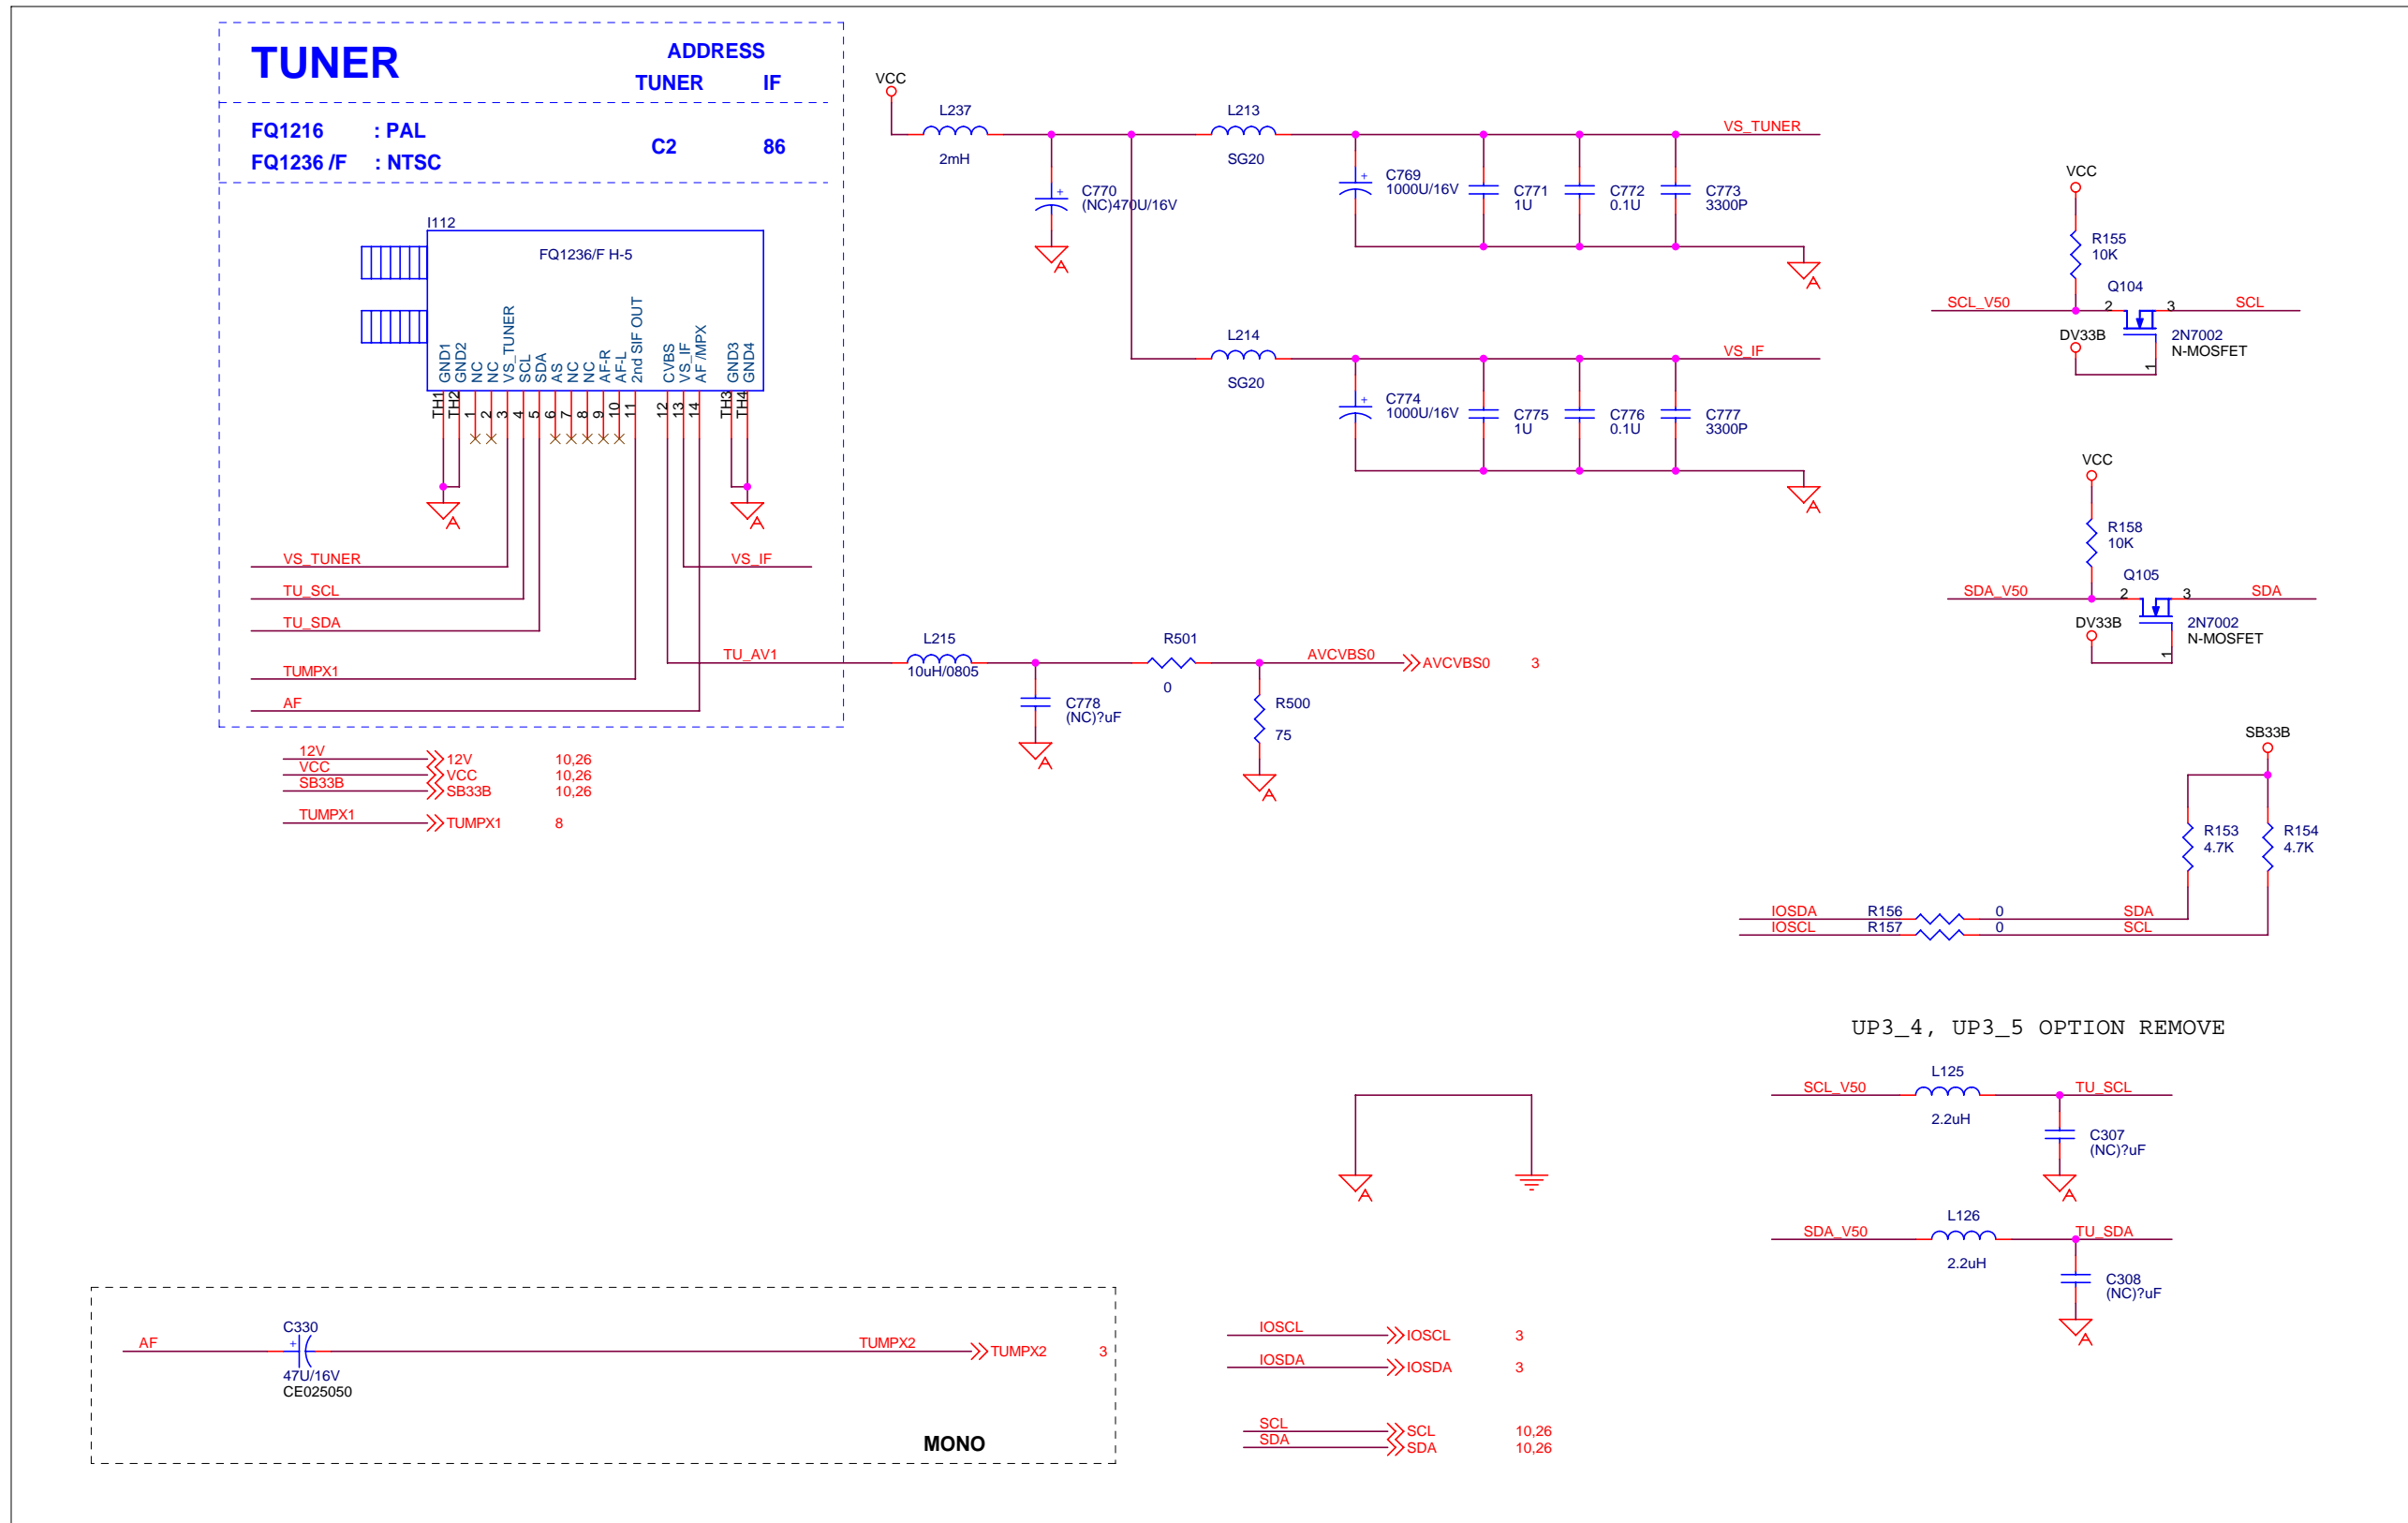 TUNER
ADDRESS
TUNER IF
FQ1216 : PAL
FQ1236 /F : NTSC
C2 86
I112
FQ1236/F H-5
GND1
GND2
NC
NC
VS_TUNER
SCL
SDA
AS
NC
NC
AF-R
AF-L
2nd SIF OUT
CVBS
VS_IF
AF /MPX
GND3
GND4
TH1
TH2
1
2
3
4
5
6
7
8
9
10
11
12
13
14
TH3
TH4
A
A
VS_TUNER
TU_SCL
TU_SDA
TUMPX1
AF
VS_IF
TU_AV1
12V 12V 10,26
VCC VCC 10,26
SB33B SB33B 10,26
TUMPX1 TUMPX1 8
VCC
L237
2mH
C770
(NC)470U/16V
A
L213
SG20
VS_TUNER
C769
1000U/16V
C771
1U
C772
0.1U
C773
3300P
A
L214
SG20
VS_IF
C774
1000U/16V
C775
1U
C776
0.1U
C777
3300P
A
L215
10uH/0805
C778
(NC)?uF
A
R501
0
AVCVBS0 AVCVBS0 3
R500
75
A
VCC
R155
10K
Q104
SCL_V50 2 3 SCL
DV33B
2N7002
N-MOSFET
1
VCC
R158
10K
Q105
SDA_V50 2 3 SDA
DV33B
2N7002
N-MOSFET
1
SB33B
R153
4.7K
R154
4.7K
IOSDA R156 0 SDA
IOSCL R157 0 SCL
UP3_4, UP3_5 OPTION REMOVE
L125
SCL_V50 TU_SCL
2.2uH
C307
(NC)?uF
A
L126
SDA_V50 TU_SDA
2.2uH
C308
(NC)?uF
A
A
C330
AF TUMPX2 TUMPX2 3
47U/16V
CE025050
MONO
IOSCL IOSCL 3
IOSDA IOSDA 3
SCL SCL 10,26
SDA SDA 10,26